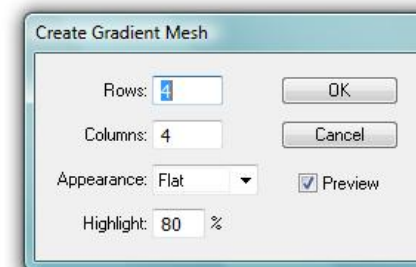 Create Gradient Mesh
Rows: 4
OK
Columns: 4
Cancel
Appearance: Flat
Preview
Highlight: 80 %